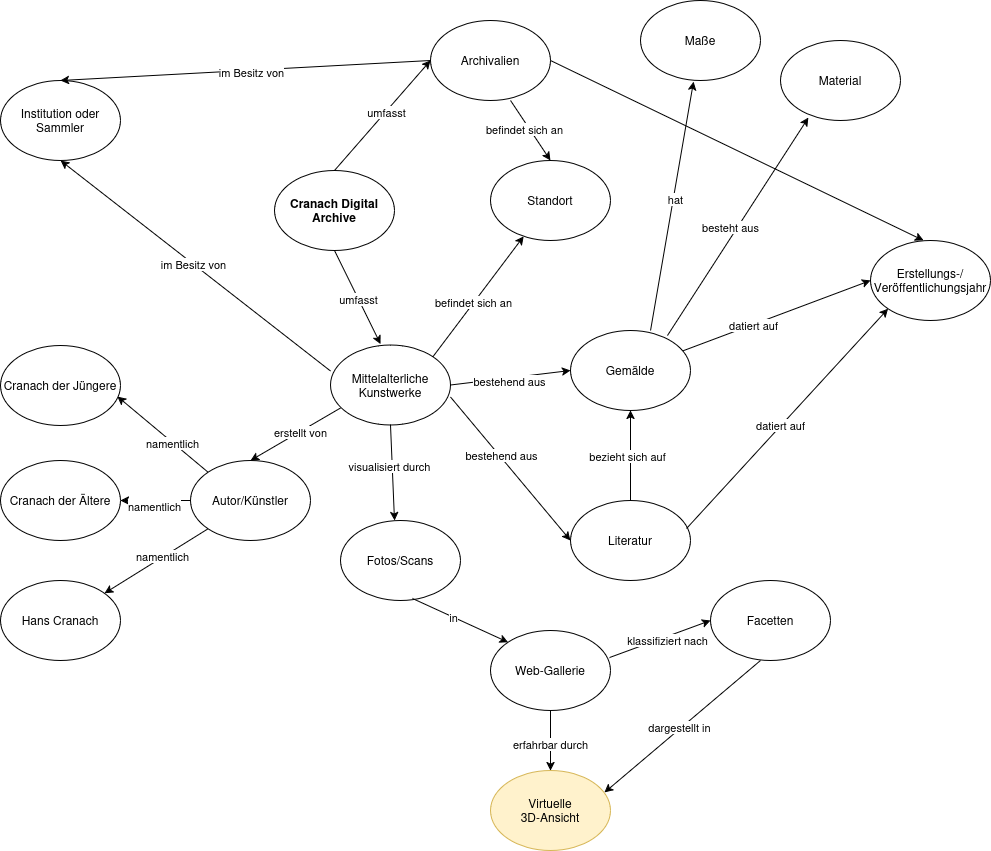 Maße
Archivalien
im Besitz von
Material
Institution oder
Sammler
umfasst
befindet sich an
Cranach Digital
Archive
Standort
hat
besteht aus
im Besitz von
Erstellungs-/
Veröffentlichungsjahr
umfasst
befindet sich an
datiert auf
Mittelalterliche
Kunstwerke
bestehend aus
Gemälde
Cranach der Jüngere
erstellt von
datiert auf
namentlich
visualisiert durch
bestehend aus
bezieht sich auf
Cranach der Ältere
namentlich
Autor/Künstler
Literatur
namentlich
Fotos/Scans
Hans Cranach
in
Facetten
klassifiziert nach
Web-Gallerie
dargestellt in
erfahrbar durch
Virtuelle
3D-Ansicht